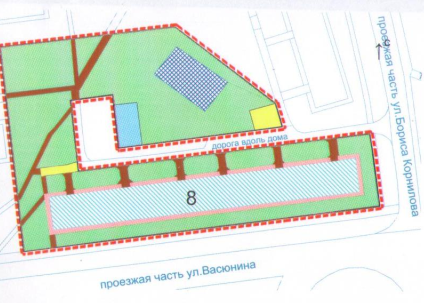 проезжая часть ул.Бориса Корнилова
С
дорога вдоль дома
8
проезжая часть ул.Васюнина